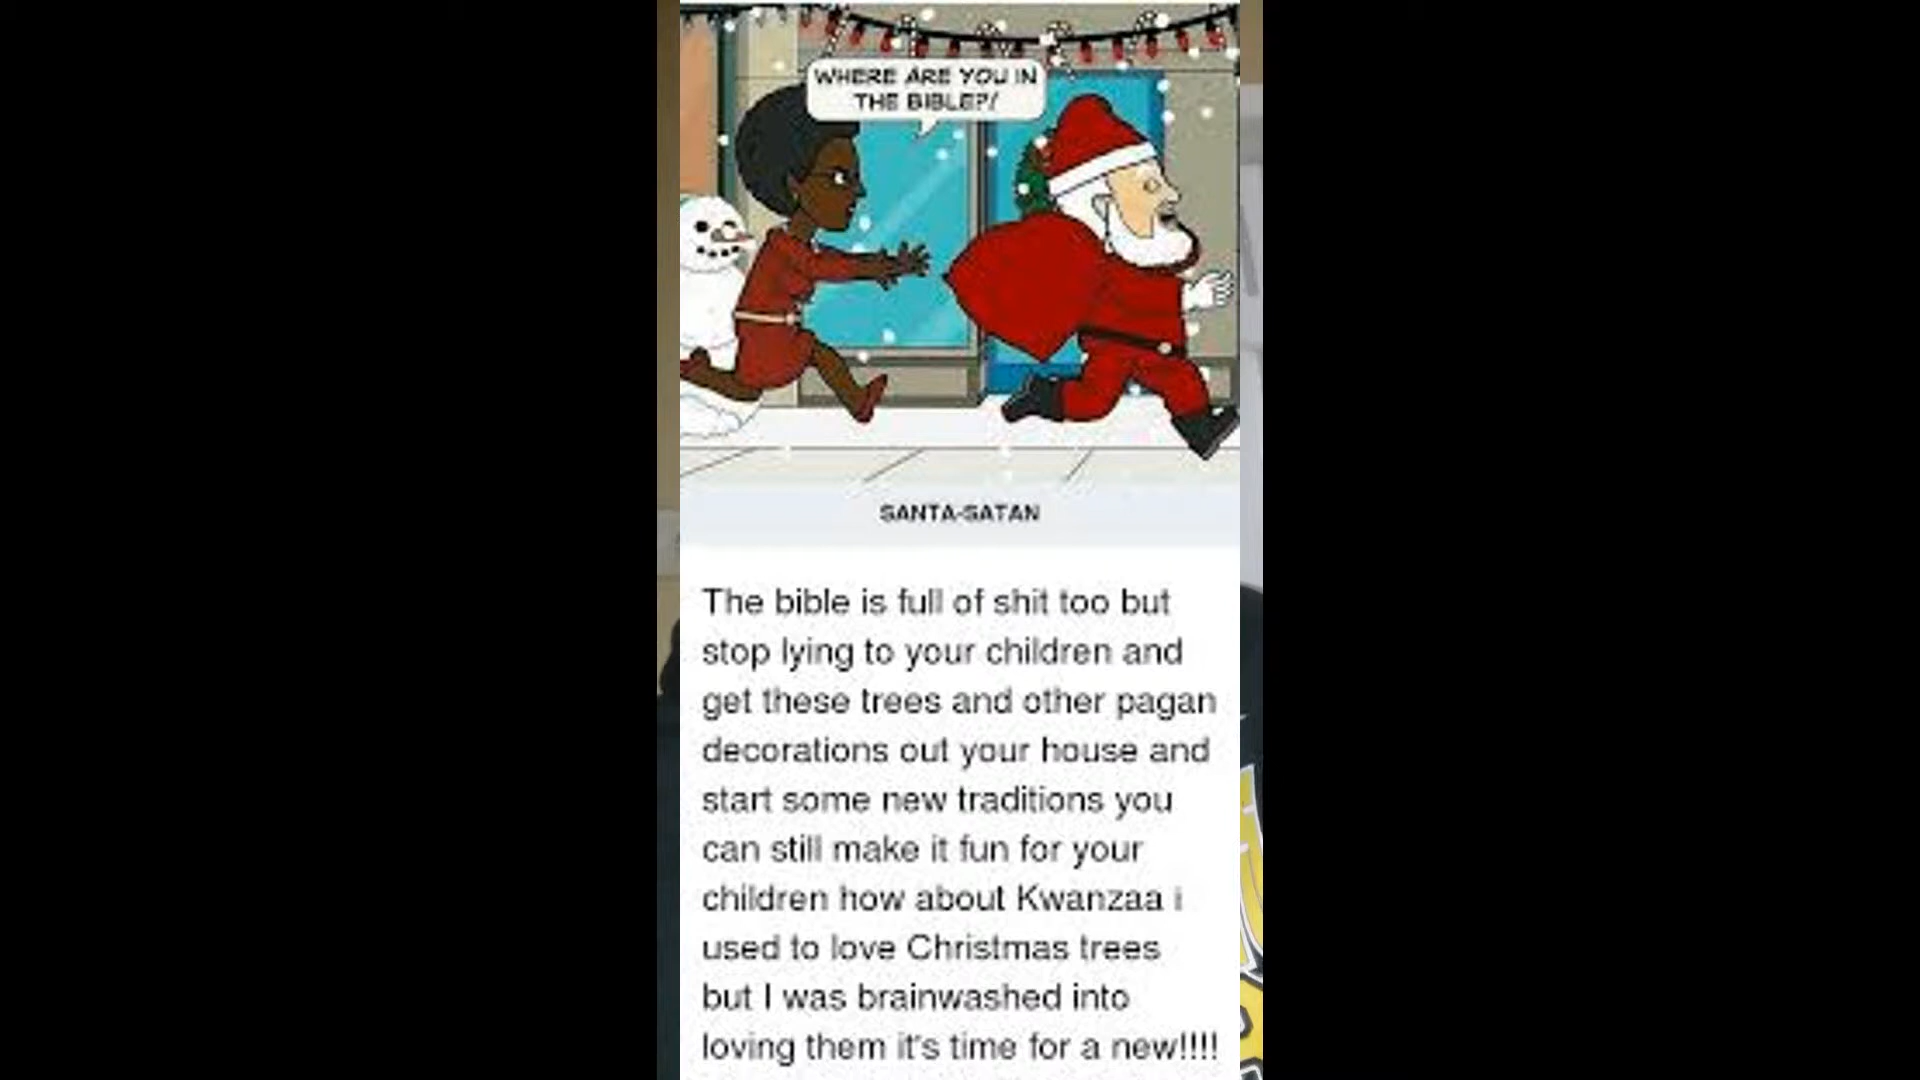 WHERE ARE YOU IN
THE BIBLE?!
SANTA-SATAN
The bible is full of shit too but
stop lying to your children and
get these trees and other pagan
decorations out your house and
start some new traditions you
can still make it fun for your
children how about Kwanzaa i
used to love Christmas trees
but I was brainwashed into
loving them it's time for a new!!!!